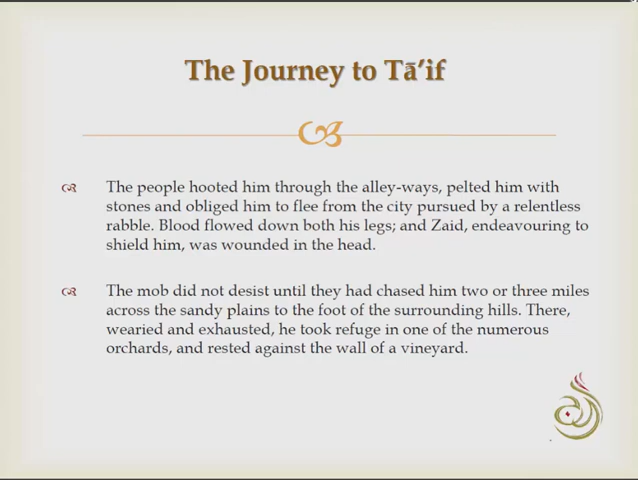 The Journey to Tā’if
The people hooted him through the alley-ways, pelted him with
stones and obliged him to flee from the city pursued by a relentless
rabble. Blood flowed down both his legs; and Zaid, endeavouring to
shield him, was wounded in the head.
The mob did not desist until they had chased him two or three miles
across the sandy plains to the foot of the surrounding hills. There,
wearied and exhausted, he took refuge in one of the numerous
orchards, and rested against the wall of a vineyard.